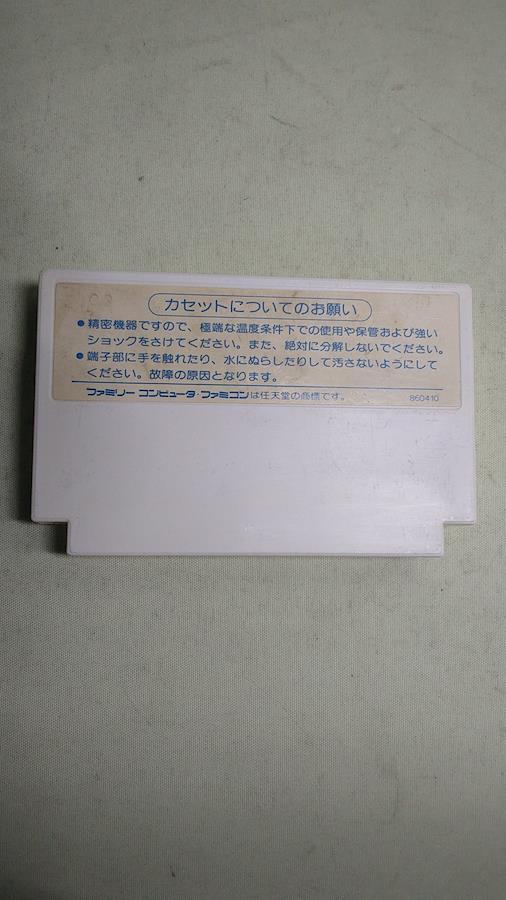 カセットについてのお願い
●精密機器ですので、極端な温度条件下での使用や保管および強い
ショックをさけてください。また、絶対に分解しないでください。
●端子部に手を触れたり、水にぬらしたりして汚さないようにして
ください。故障の原因となります。
ファミリーコンピュータ・ファミコンは任天堂の商標です。 860410